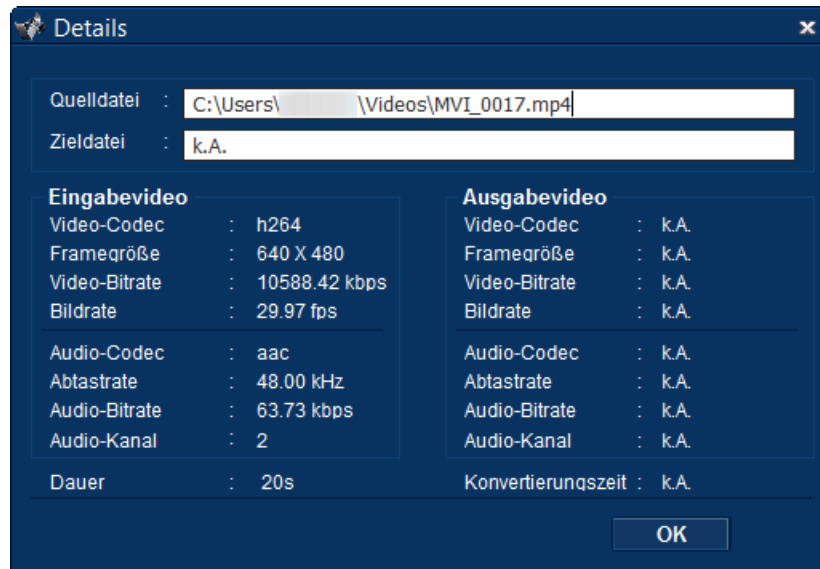 Details
Quelldatei : C:\Users\ \Videos\MVI_0017.mp4
Zieldatei : k.A.
Eingabevideo
Video-Codec : h264
Framegröße : 640 X 480
Video-Bitrate : 10588.42 kbps
Bildrate : 29.97 fps
Audio-Codec : aac
Abtastrate : 48.00 kHz
Audio-Bitrate : 63.73 kbps
Audio-Kanal : 2
Dauer : 20s
Ausgabevideo
Video-Codec : k.A.
Framegröße : k.A.
Video-Bitrate : k.A.
Bildrate : k.A.
Audio-Codec : k.A.
Abtastrate : k.A.
Audio-Bitrate : k.A.
Audio-Kanal : k.A.
Konvertierungszeit : k.A.
OK